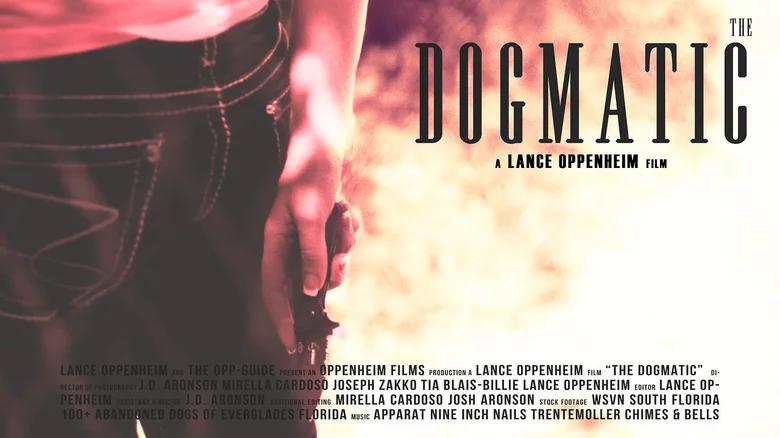 THE
DOGMATIC
A LANCE OPPENHEIM FILM
LANCE OPPENHEIM AND THE OPP-GUIDE PRESENT AN OPPENHEIM FILMS PRODUCTION A LANCE OPPENHEIM FILM "THE DOGMATIC" DI-
RECTOR OF PHOTOGRAPHY J.D. ARONSON MIRELLA CARDOSO JOSEPH ZAKKO TIA BLAIS-BILLIE LANCE OPPENHEIM EDITOR LANCE OP-
PENHEIM ASSISTANT DIRECTOR J.D. ARONSON ADDITIONAL EDITING MIRELLA CARDOSO JOSH ARONSON STOCK FOOTAGE WSVN SOUTH FLORIDA
100+ ABANDONED DOGS OF EVERGLADES FLORIDA MUSIC APPARAT NINE INCH NAILS TRENTEMOLLER CHIMES & BELLS